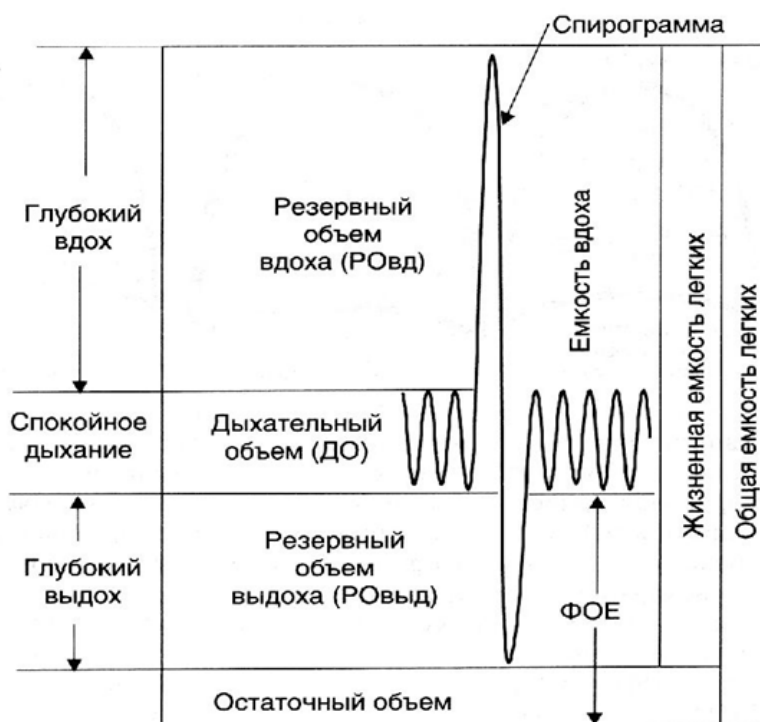 Спирограмма
Глубокий
вдох
Резервный
объем
вдоха (РОвд)
Емкость вдоха
Жизненная емкость легких
Общая емкость легких
Спокойное
дыхание
Дыхательный
объем (ДО)
Глубокий
выдох
Резервный
объем
выдоха (РОвыд)
ФОЕ
Остаточный объем